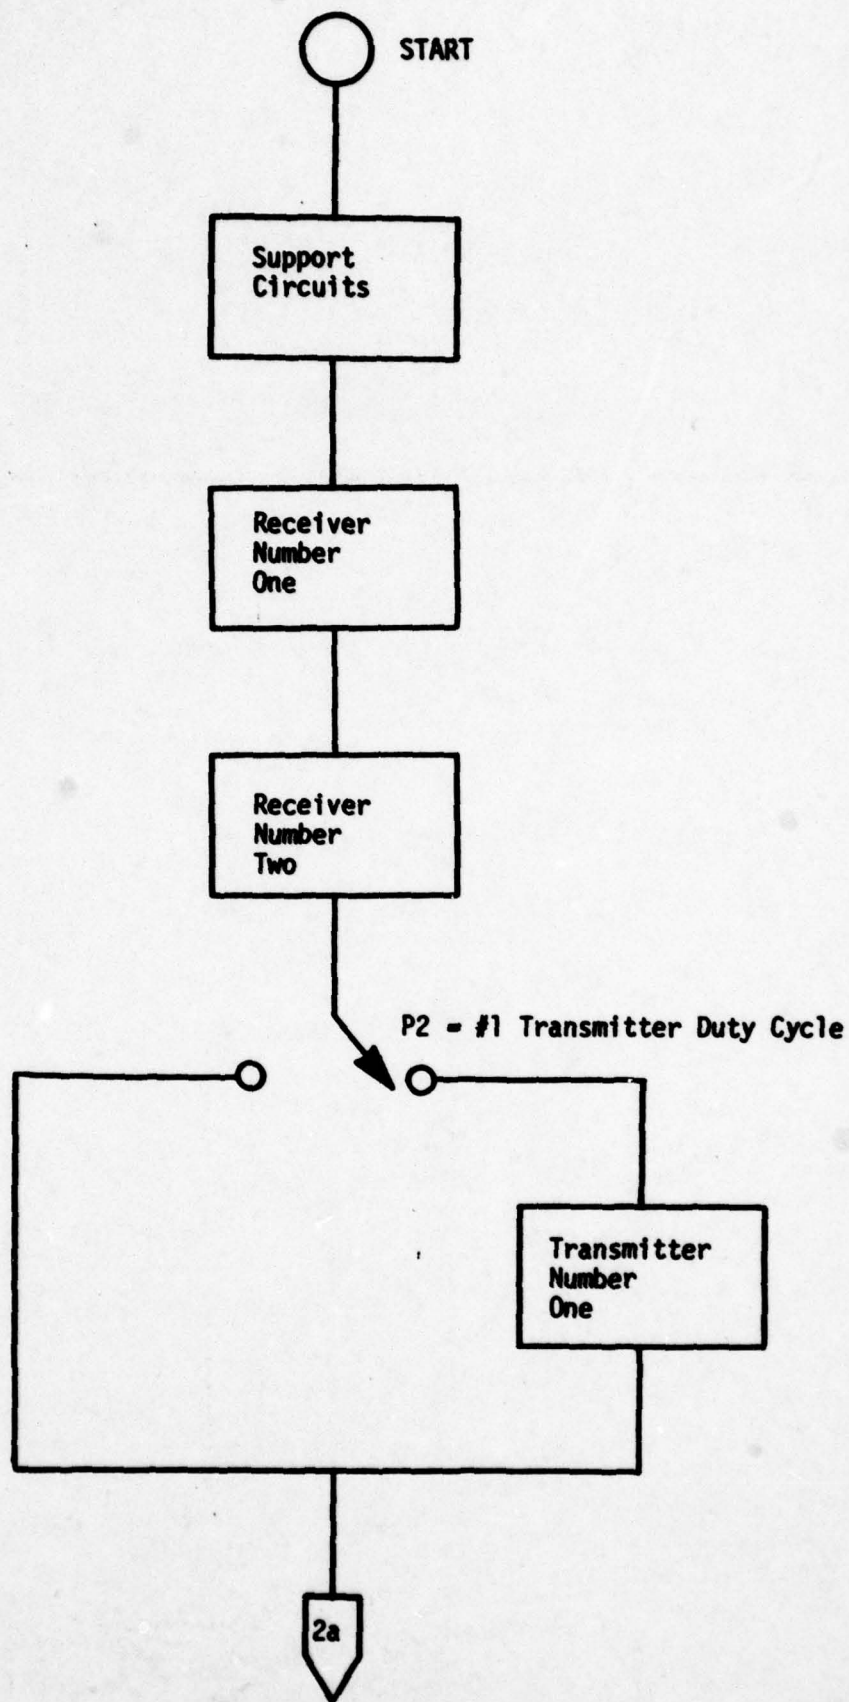 START
Support
Circuits
Receiver
Number
One
Receiver
Number
Two
P2 = #1 Transmitter Duty Cycle
Transmitter
Number
One
2a